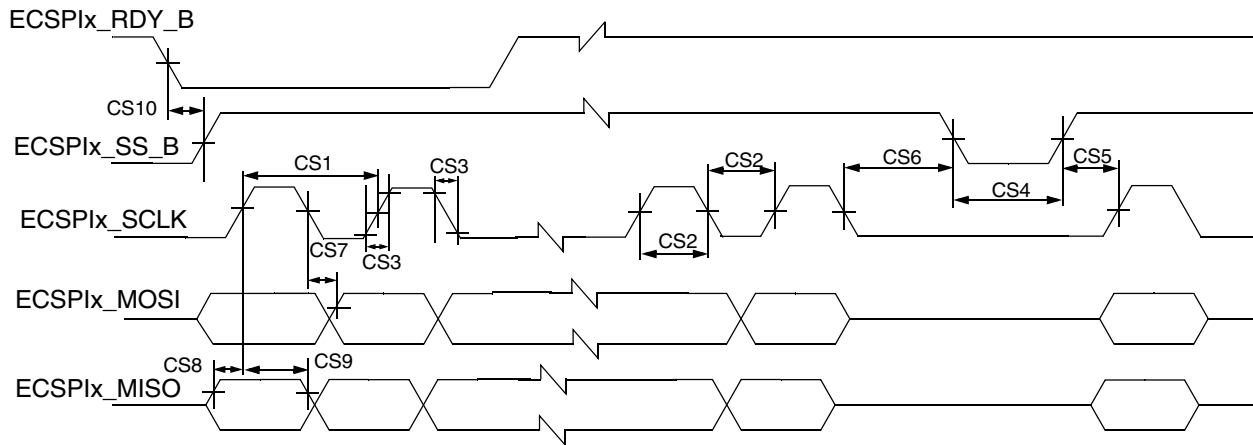 ECSPIx_RDY_B
CS10
ECSPIx_SS_B
CS1
CS3
CS2
CS6
CS5
CS4
ECSPIx_SCLK
CS7
CS3
CS2
ECSPIx_MOSI
CS8
CS9
ECSPIx_MISO